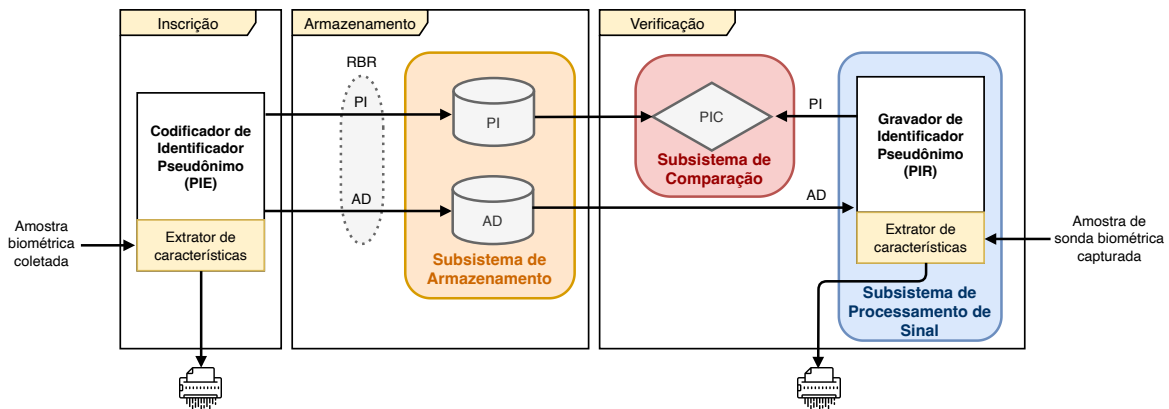 Inscrição
Armazenamento
Verificação
RBR
PI
PI
PIC
PI
Codificador de
Identificador
Pseudônimo
(PIE)
Gravador de
Identificador
Pseudônimo
(PIR)
Subsistema de
Comparação
AD
AD
AD
Amostra
biométrica
coletada
Extrator de
características
Subsistema de
Armazenamento
Extrator de
características
Amostra de
sonda biométrica
capturada
Subsistema de
Processamento de
Sinal